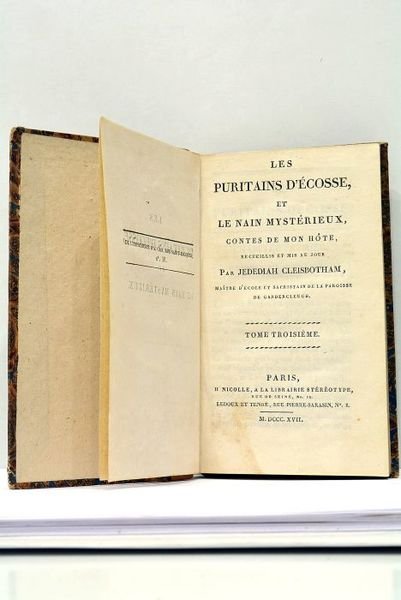 LES
PURITAINS D'ÉCOSSE,
ET
LE NAIN MYSTÉRIEUX,
CONTES DE MON HÔTE,
RECUEILLIS ET MIS AU JOUR
PAR JEDEDIAH CLEISBOTHAM,
MAÎTRE D'ÉCOLE ET SACRISTAIN DE LA PAROISSE
DE GANDERCLEUGH.
TOME TROISIÈME.
PARIS,
H NICOLLE, A LA LIBRAIRIE STÉRÉOTYPE,
RUE DE SEINE, No. 12.
LEDOUX ET TENRÉ, RUE PIERRE-SARASIN, No. 8.
M. DCCC. XVII.